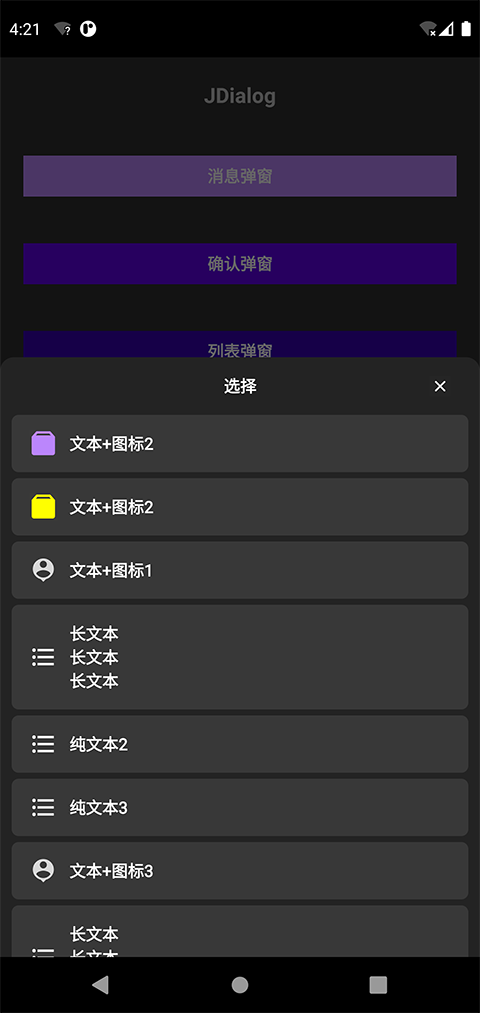 4:21
JDialog
消息弹窗
确认弹窗
列表弹窗
选择
文本+图标2
文本+图标2
文本+图标1
长文本
长文本
长文本
纯文本2
纯文本3
文本+图标3
长文本
长文本